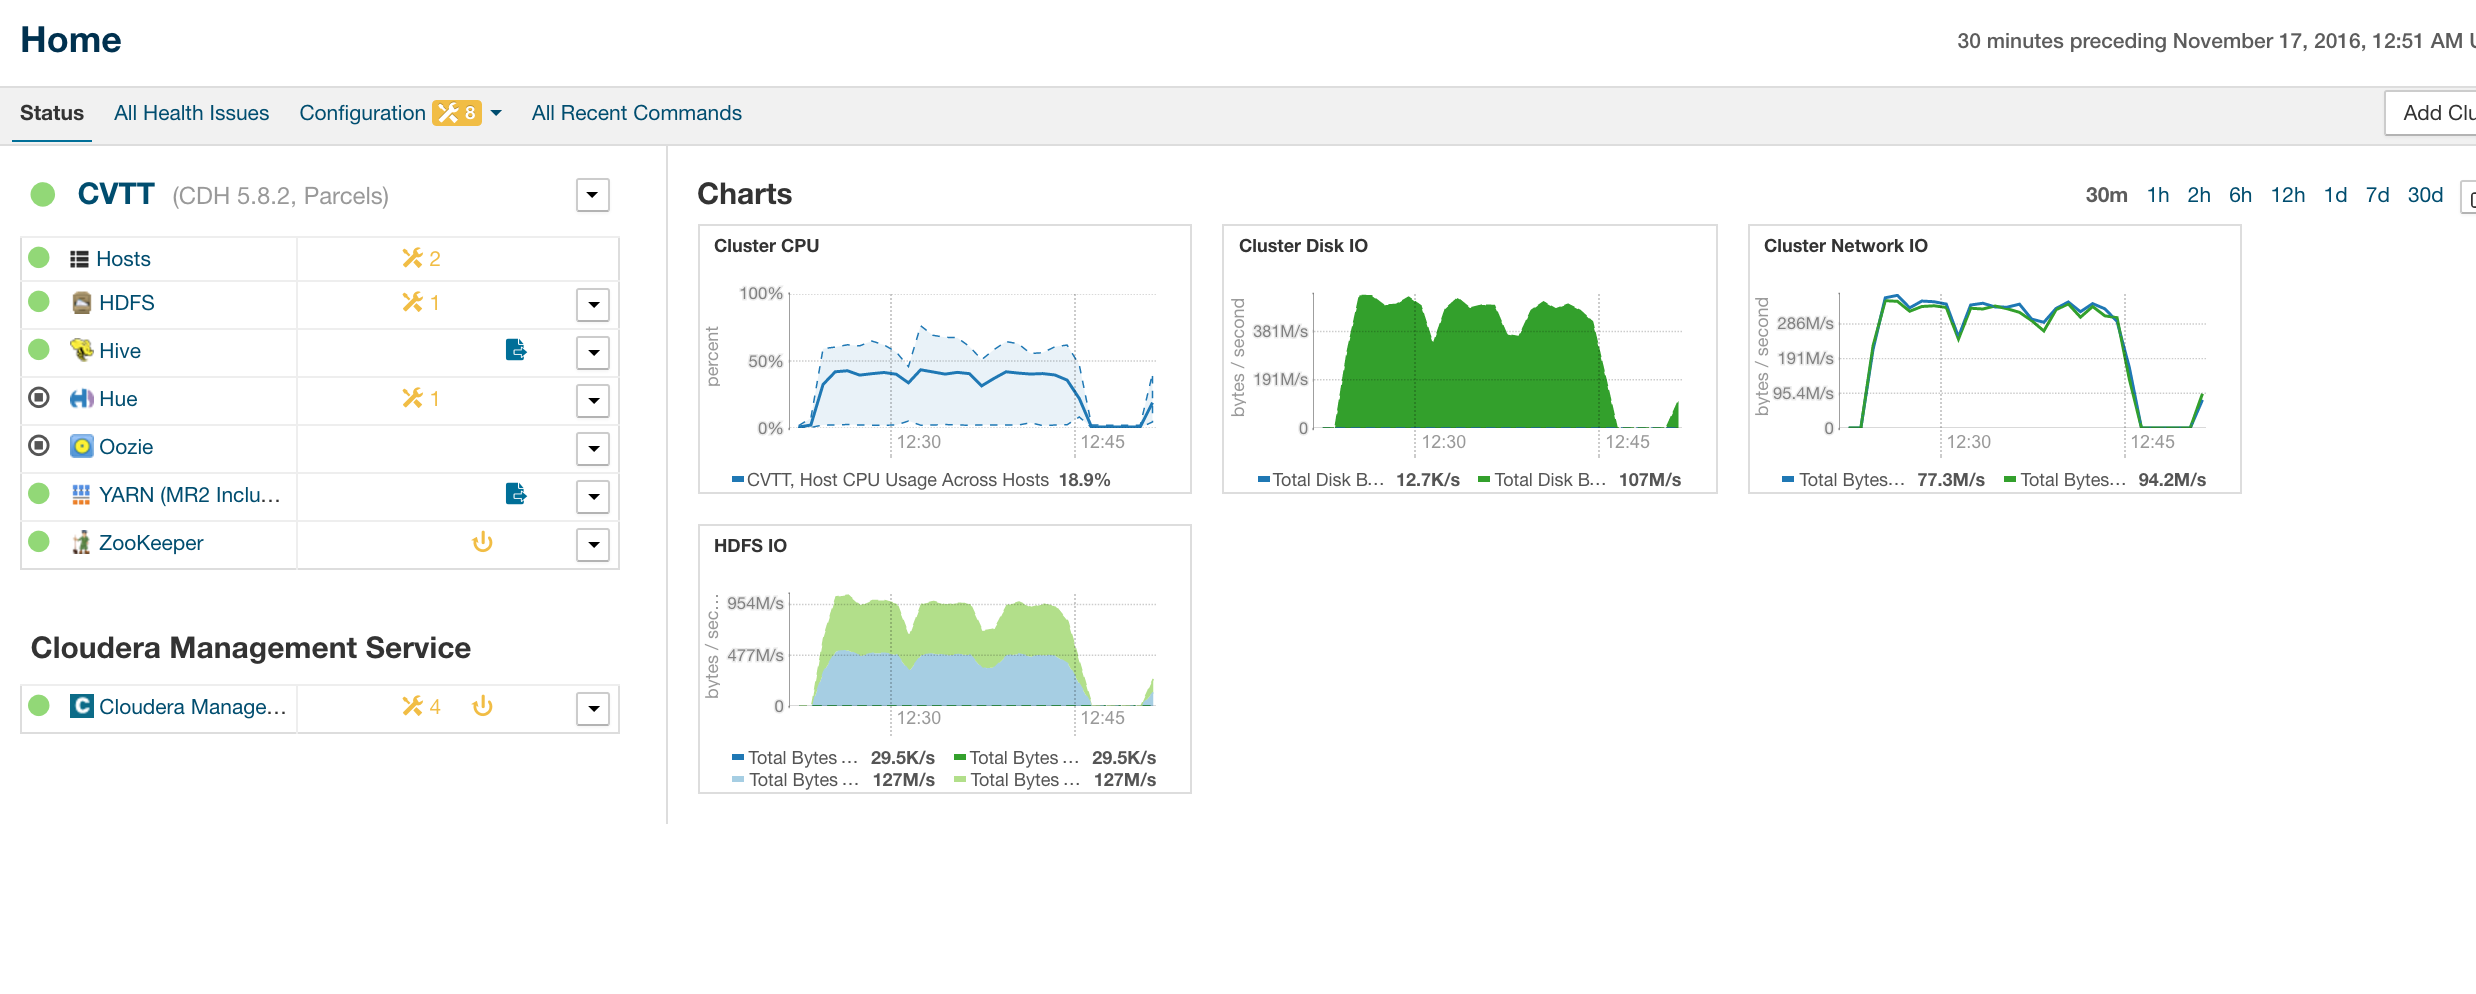 Home
30 minutes preceding November 17, 2016, 12:51 AM U
Status All Health Issues Configuration 8 All Recent Commands
Add Clu
CVTT (CDH 5.8.2, Parcels)
Hosts 2
HDFS 1
Hive
Hue 1
Oozie
YARN (MR2 Inclu...
ZooKeeper
Cloudera Management Service
C Cloudera Manage... 4
Charts
30m 1h 2h 6h 12h 1d 7d 30d
Cluster CPU
percent
100%
50%
0%
12:30 12:45
CVTT, Host CPU Usage Across Hosts 18.9%
Cluster Disk IO
bytes / second
381M/s
191M/s
0
12:30 12:45
Total Disk B... 12.7K/s Total Disk B... 107M/s
Cluster Network IO
bytes / second
286M/s
191M/s
95.4M/s
0
12:30 12:45
Total Bytes... 77.3M/s Total Bytes... 94.2M/s
HDFS IO
bytes / sec...
954M/s
477M/s
0
12:30 12:45
Total Bytes ... 29.5K/s Total Bytes ... 29.5K/s
Total Bytes ... 127M/s Total Bytes ... 127M/s